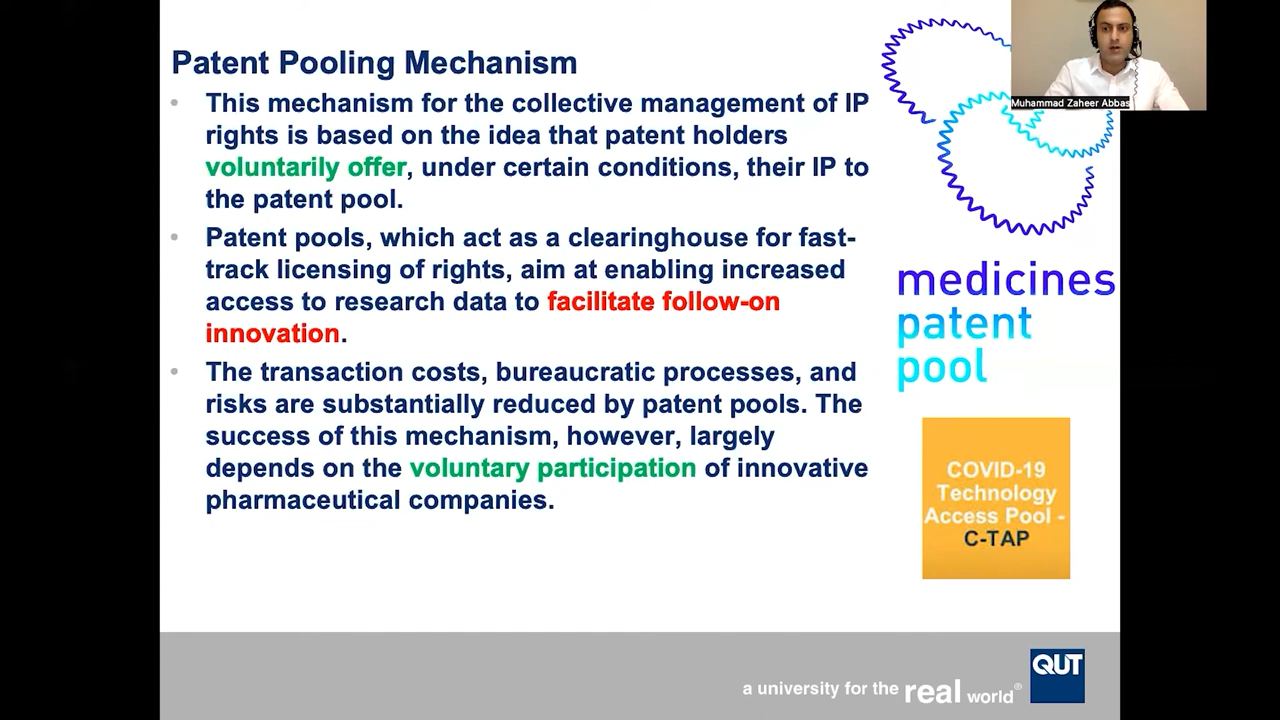 Patent Pooling Mechanism
• This mechanism for the collective management of IP
rights is based on the idea that patent holders
voluntarily offer, under certain conditions, their IP to
the patent pool.
• Patent pools, which act as a clearinghouse for fast-
track licensing of rights, aim at enabling increased
access to research data to facilitate follow-on
innovation.
• The transaction costs, bureaucratic processes, and
risks are substantially reduced by patent pools. The
success of this mechanism, however, largely
depends on the voluntary participation of innovative
pharmaceutical companies.
Muhammad Zaheer Abbas
medicines
patent
pool
COVID-19
Technology
Access Pool -
C-TAP
a university for the real world®
QUT